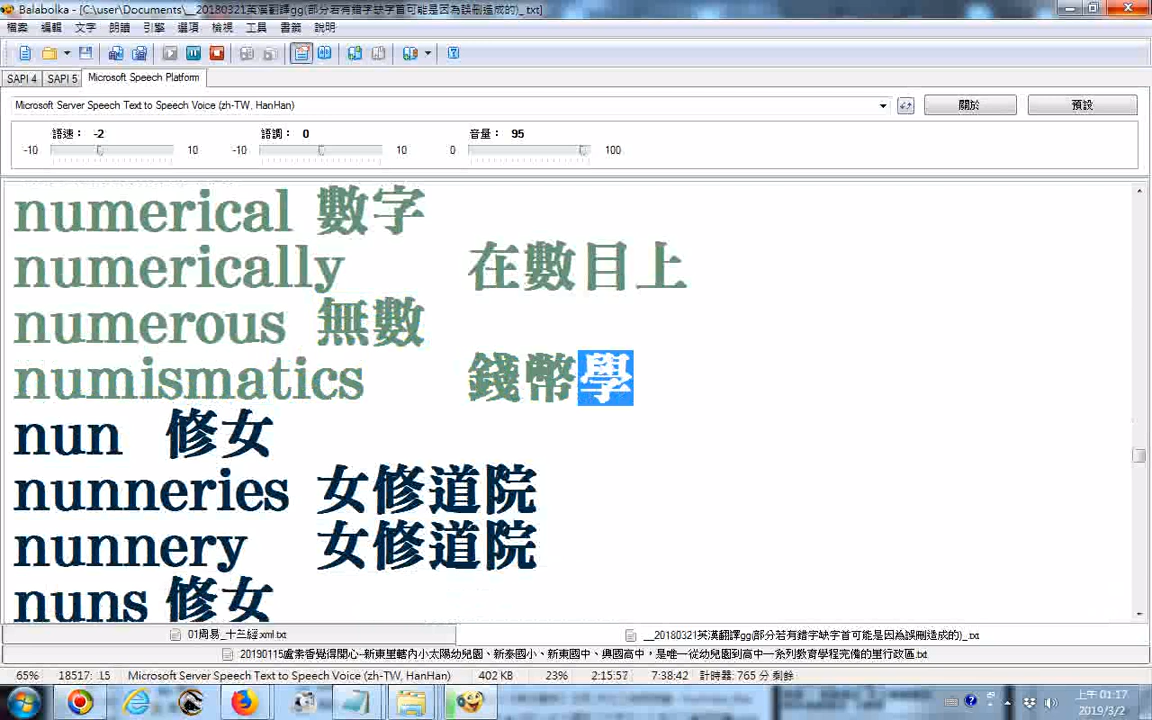 Balabolka - [C:\user\Documents\__20180321英漢翻譯gg(部分若有錯字缺字首可能是因為誤刪造成的)_.txt]
檔案 編輯 文字 朗讀 引擎 選項 檢視 工具 書籤 說明
SAPI 4 SAPI 5 Microsoft Speech Platform
Microsoft Server Speech Text to Speech Voice (zh-TW, HanHan) 關於 預設
語速： -2 語調： 0 音量： 95
-10 10 -10 10 0 100
numerical 數字
numerically 在數目上
numerous 無數
numismatics 錢幣學
nun 修女
nunneries 女修道院
nunnery 女修道院
nuns 修女
01周易_十三經.xml.txt __20180321英漢翻譯gg(部分若有錯字缺字首可能是因為誤刪造成的)_.txt
20190115盧素香覺得開心--新東里轄內小太陽幼兒園、新泰國小、新東國中、興國高中，是唯一從幼兒園到高中一系列教育學程完備的里行政區.txt
65% 18517: 15 Microsoft Server Speech Text to Speech Voice (zh-TW, HanHan) 402 KB 23% 2:15:57 7:38:42 計時器: 765 分 剩餘
上午 01:17
2019/3/2